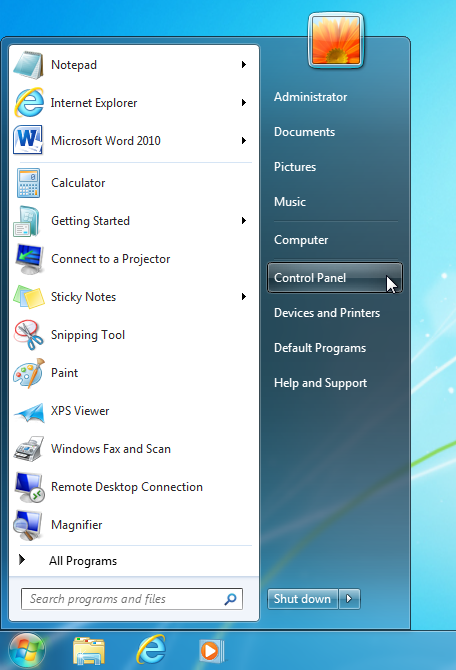 Notepad
Internet Explorer
Microsoft Word 2010
Calculator
Getting Started
Connect to a Projector
Sticky Notes
Snipping Tool
Paint
XPS Viewer
Windows Fax and Scan
Remote Desktop Connection
Magnifier
All Programs
Search programs and files
Administrator
Documents
Pictures
Music
Computer
Control Panel
Devices and Printers
Default Programs
Help and Support
Shut down